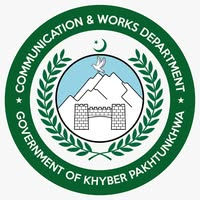 COMMUNICATION & WORKS DEPARTMENT
GOVERNMENT OF KHYBER PAKHTUNKHWA